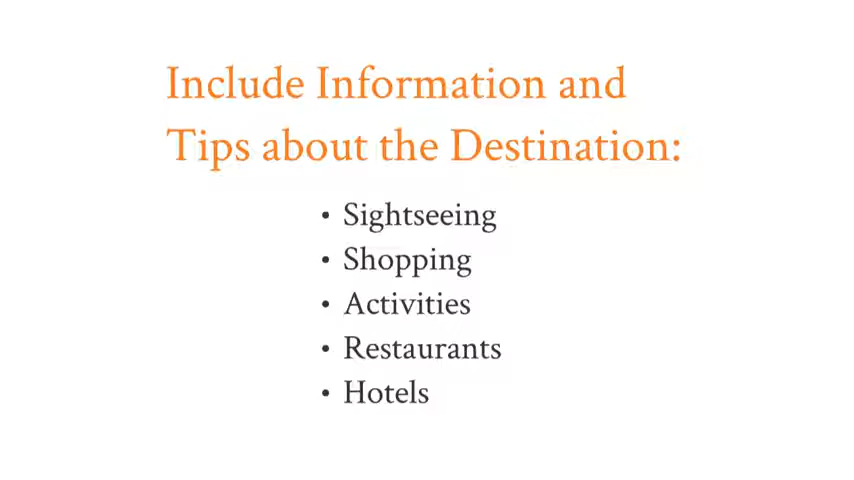 Include Information and
Tips about the Destination:
• Sightseeing
• Shopping
• Activities
• Restaurants
• Hotels